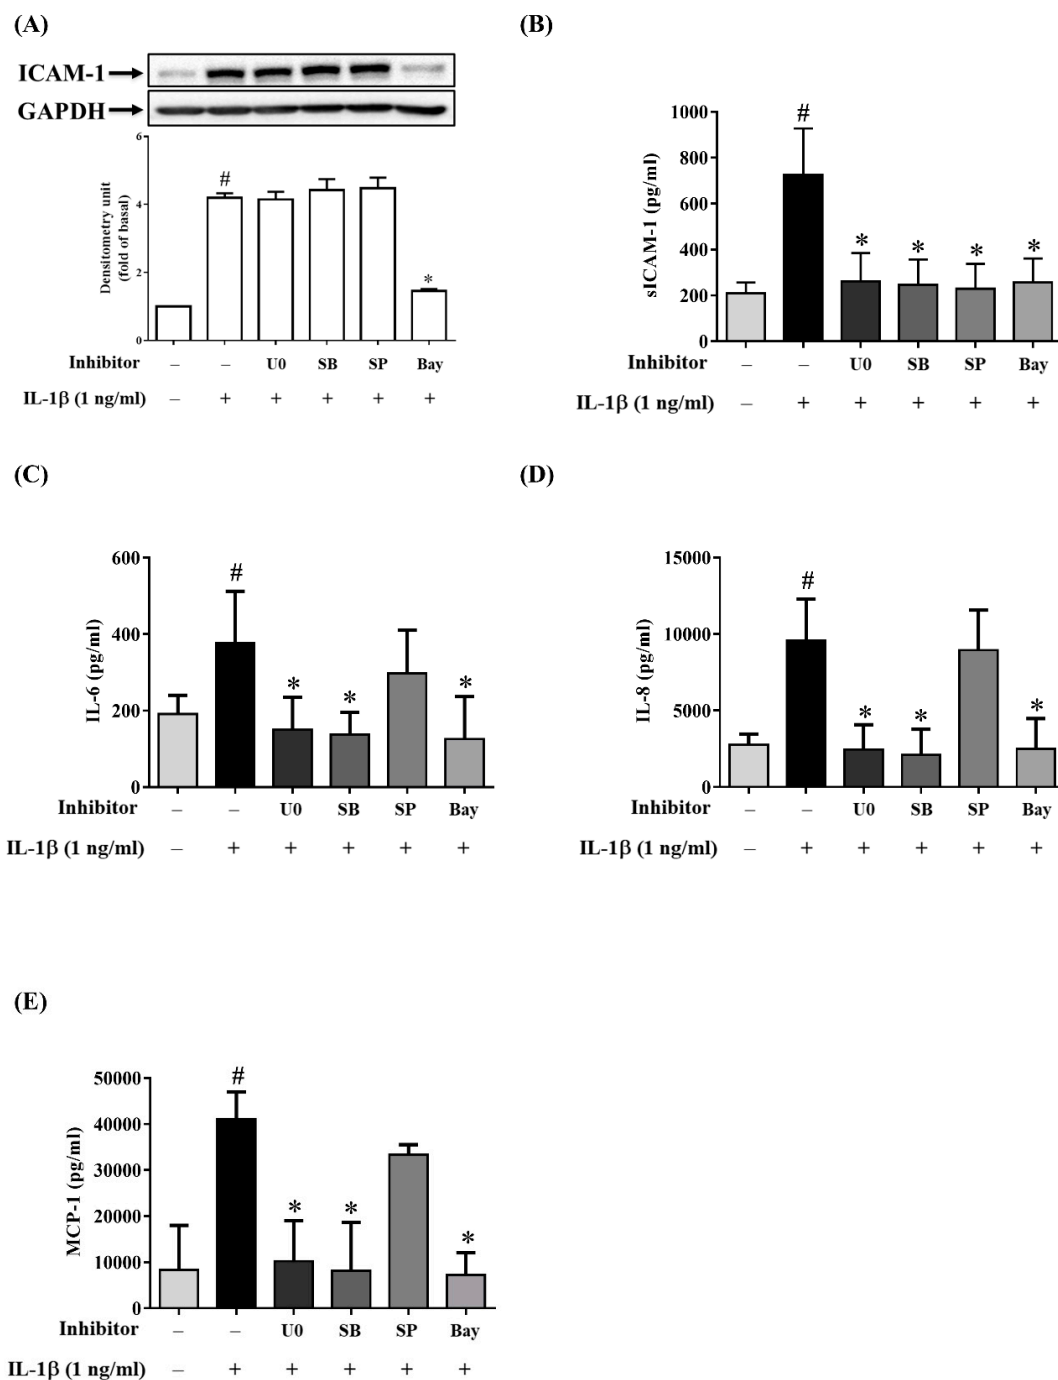 (A)
ICAM-1
GAPDH
6
4
2
0
Densitometry unit
(fold of basal)
#
*
Inhibitor – – U0 SB SP Bay
IL-1β (1 ng/ml) – + + + + +
(B)
1000
800
600
400
200
0
sICAM-1 (pg/ml)
#
* * * *
Inhibitor – – U0 SB SP Bay
IL-1β (1 ng/ml) – + + + + +
(C)
600
400
200
0
IL-6 (pg/ml)
#
* * *
Inhibitor – – U0 SB SP Bay
IL-1β (1 ng/ml) – + + + + +
(D)
15000
10000
5000
0
IL-8 (pg/ml)
#
* * *
Inhibitor – – U0 SB SP Bay
IL-1β (1 ng/ml) – + + + + +
(E)
50000
40000
30000
20000
10000
0
MCP-1 (pg/ml)
#
* * *
Inhibitor – – U0 SB SP Bay
IL-1β (1 ng/ml) – + + + + +